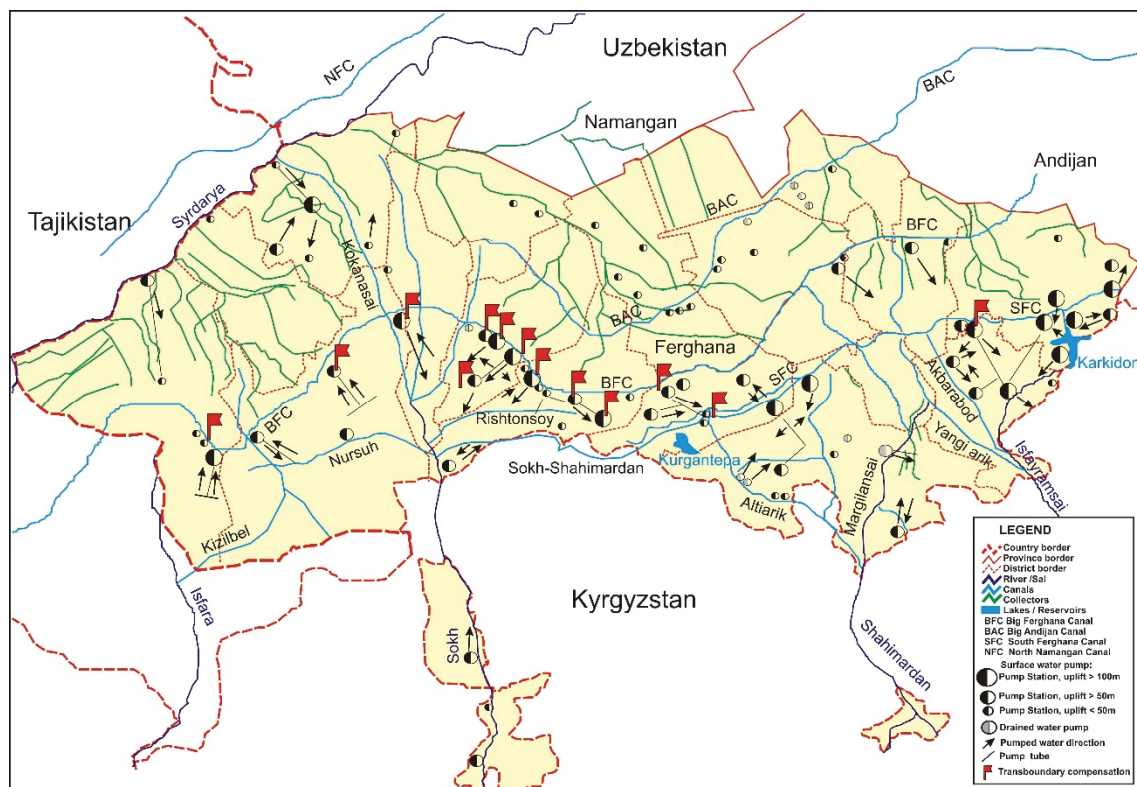 Uzbekistan
NFC
BAC
Namangan
Andijan
Tajikistan
Syrdarya
BAC
BFC
Kokanasai
SFC
BAC
Ferghana
Karkidon
SFC
BFC
Akbarabod
BFC
Rishtonsoy
Yangi arik
Nursuh
Kurgantepa
Isfayramsai
Sokh-Shahimardan
Margilansai
Altiarik
Kizilbel
Isfara
Kyrgyzstan
Sokh
Shahimardan
LEGEND
Country border
Province border
District border
River /Sai
Canals
Collectors
Lakes / Reservoirs
BFC Big Ferghana Canal
BAC Big Andijan Canal
SFC South Ferghana Canal
NFC North Namangan Canal
Surface water pump:
Pump Station, uplift > 100m
Pump Station, uplift > 50m
Pump Station, uplift < 50m
Drained water pump
Pumped water direction
Pump tube
Transboundary compensation